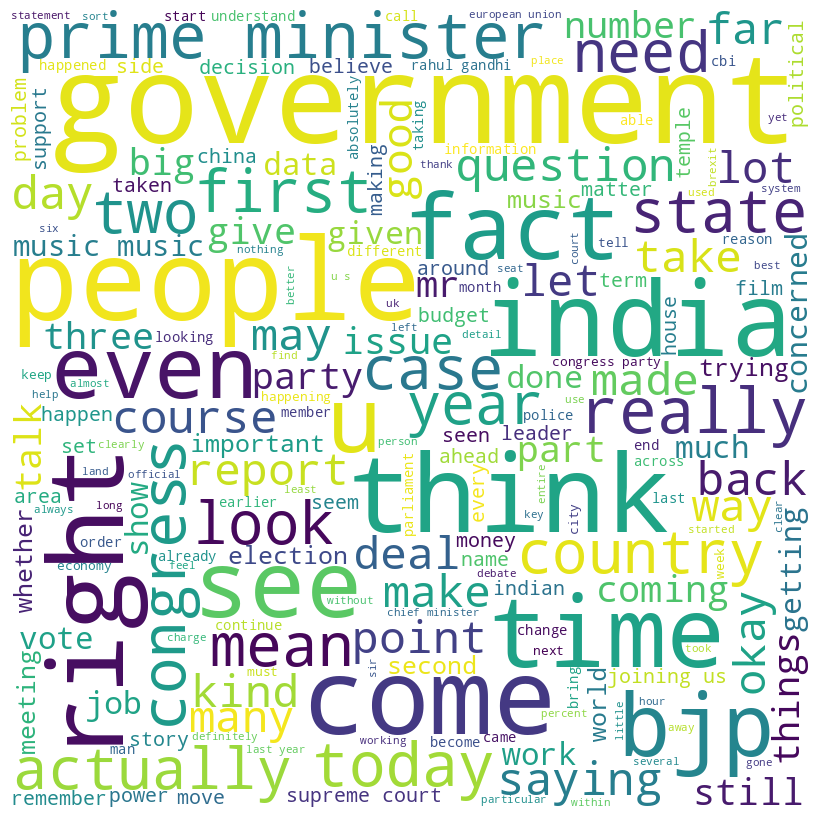 statement sort start understand call european union
prime minister number far
need
happened side decision believe rahul gandhi cbi place
political
government
problem support absolutely taking able yet
good information
big china data thank question temple used brexit lot system
day taken first making music matter state
two
six give given fact tell court reason
music music nothing different
people better u s around seat take best
mr month let term concerned
uk budget film
three looking may issue left detail india house
find congress party trying
keep almost even party case done made
help happening use
happen course member u year seen leader police really
talk set clearly important person part end much
area land official report ahead across
always long show congress parliament every think entire last back
whether earlier least seem key city way clear
order already look election deal money name started
economy feel without debate country week getting
right see chief minister make indian coming okay
vote continue mean point change time took
charge second next joining us things
meeting job kind must sir bring world hour
many come percent little away bjp
story definitely man last year working become came work several gone
actually today saying
remember power move supreme court particular within still